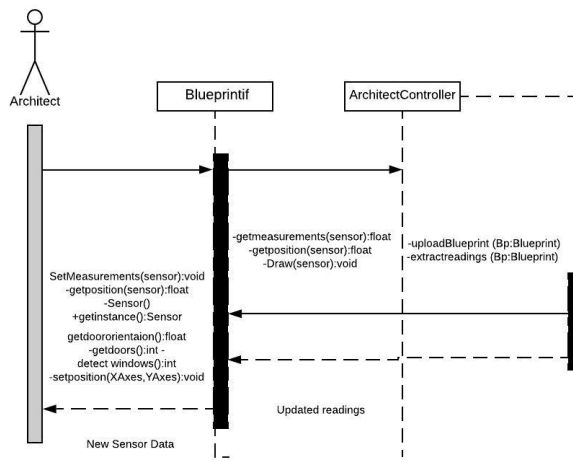 Architect
Blueprintif
ArchitectController
-getmeasurements(sensor):float
-getposition(sensor):float
-Draw(sensor):void
-uploadBlueprint (Bp:Blueprint)
-extractreadings (Bp:Blueprint)
SetMeasurements(sensor):void
-getposition(sensor):float
-Sensor()
+getinstance():Sensor
getdoororientaion():float
-getdoors():int -
detect windows():int
-setposition(XAxes,YAxes):void
Updated readings
New Sensor Data